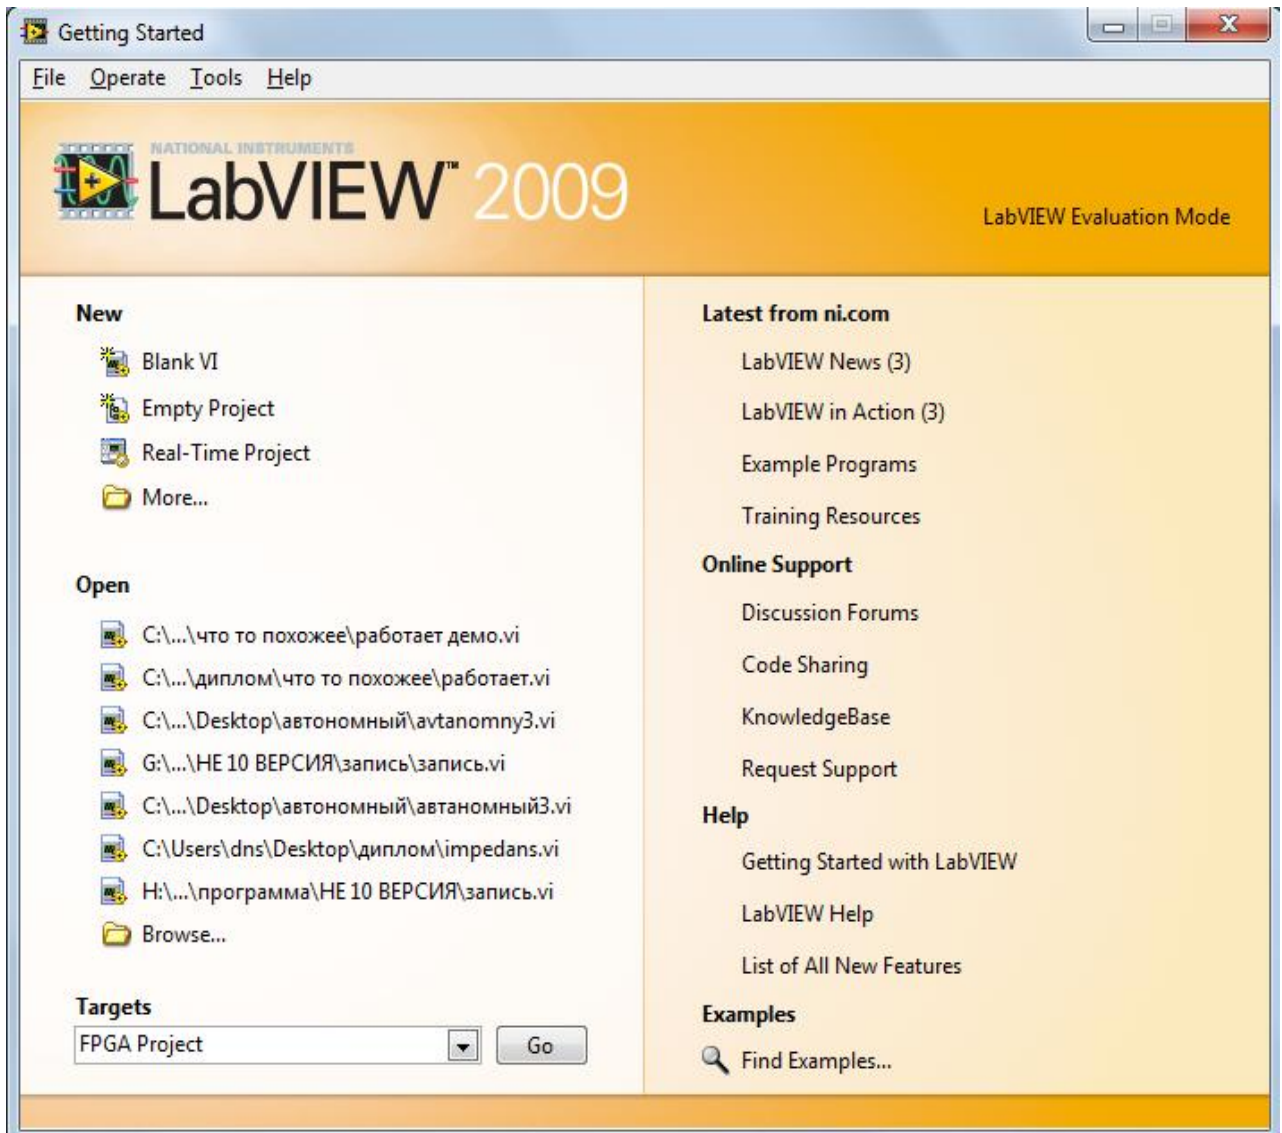 Getting Started
X
File Operate Tools Help
NATIONAL INSTRUMENTS
LabVIEW™ 2009
LabVIEW Evaluation Mode
New
Blank VI
Empty Project
Real-Time Project
More...
Open
C:\...\что то похожее\работает демо.vi
C:\...\диплом\что то похожее\работает.vi
C:\...\Desktop\автономный\avtanomny3.vi
G:\...\НЕ 10 ВЕРСИЯ\запись\запись.vi
C:\...\Desktop\автономный\автаномный3.vi
C:\Users\dns\Desktop\диплом\impedans.vi
H:\...\программа\НЕ 10 ВЕРСИЯ\запись.vi
Browse...
Targets
FPGA Project
Go
Latest from ni.com
LabVIEW News (3)
LabVIEW in Action (3)
Example Programs
Training Resources
Online Support
Discussion Forums
Code Sharing
KnowledgeBase
Request Support
Help
Getting Started with LabVIEW
LabVIEW Help
List of All New Features
Examples
Find Examples...